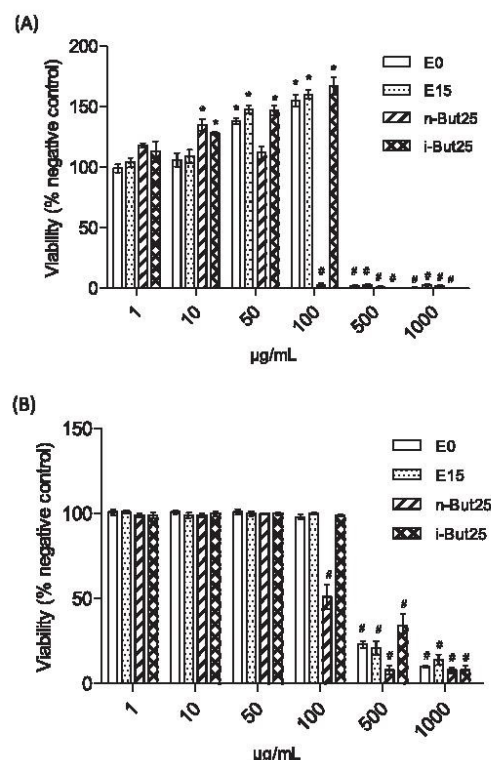 (A)
200
150
100
50
0
Viability (% negative control)
E0
E15
n-But25
i-But25
* * * * * * * *
# # # # # # # # #
1 10 50 100 500 1000
µg/mL
(B)
150
100
50
0
Viability (% negative control)
E0
E15
n-But25
i-But25
# # # # # # # # #
1 10 50 100 500 1000
µg/mL